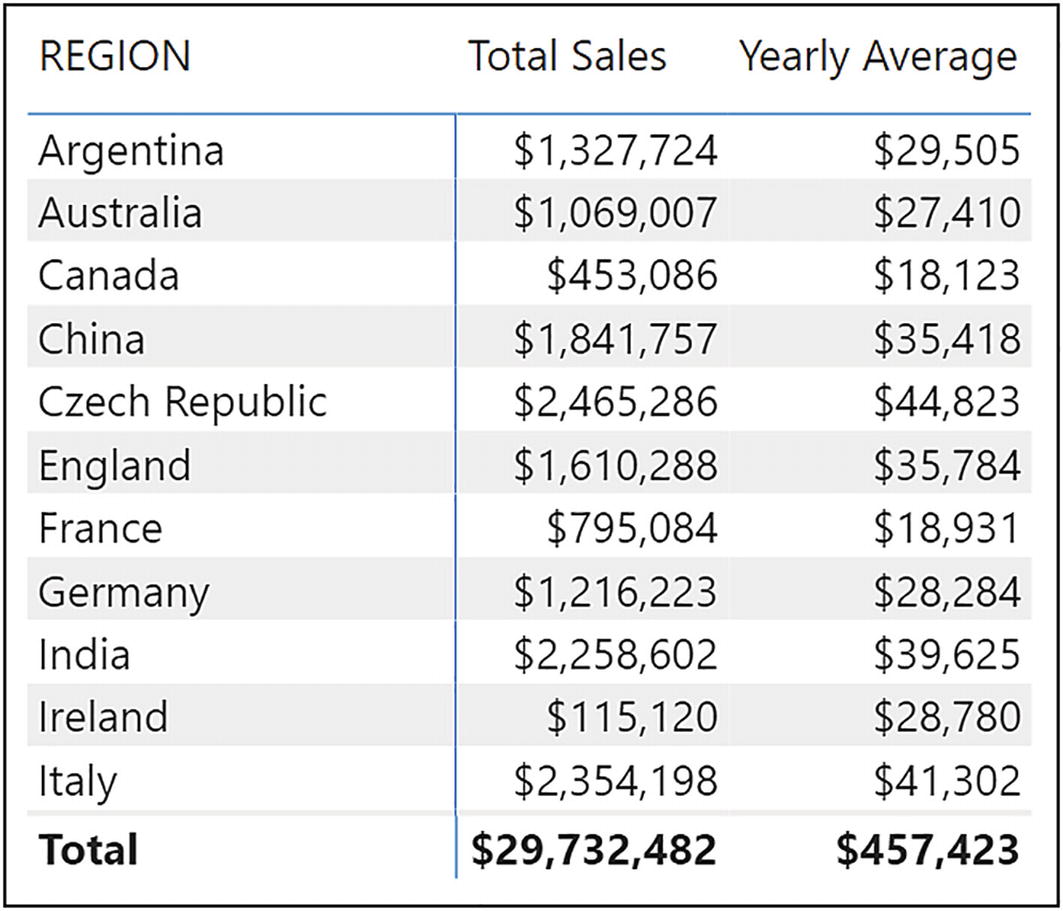 REGION Total Sales Yearly Average
Argentina $1,327,724 $29,505
Australia $1,069,007 $27,410
Canada $453,086 $18,123
China $1,841,757 $35,418
Czech Republic $2,465,286 $44,823
England $1,610,288 $35,784
France $795,084 $18,931
Germany $1,216,223 $28,284
India $2,258,602 $39,625
Ireland $115,120 $28,780
Italy $2,354,198 $41,302
Total $29,732,482 $457,423